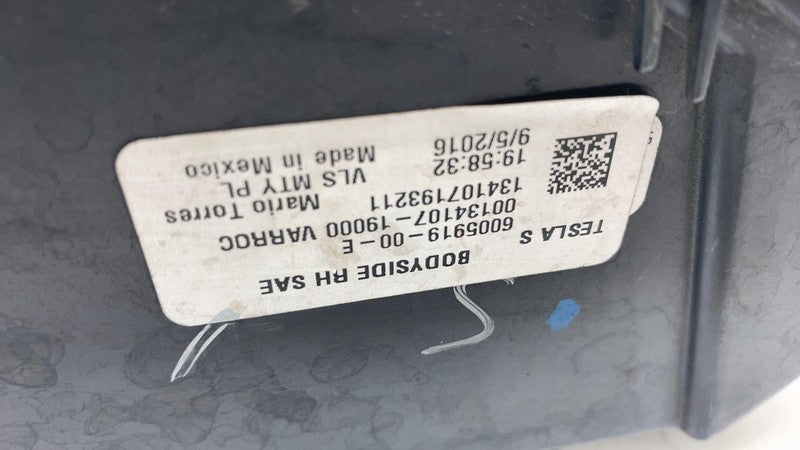 TESLA S BODYSIDE RH SAE
6005919-00-E
00134107-19000 VARROC
134107193211 Mario Torres
VLS MTY PL
19:58:32 Made in Mexico
9/5/2016